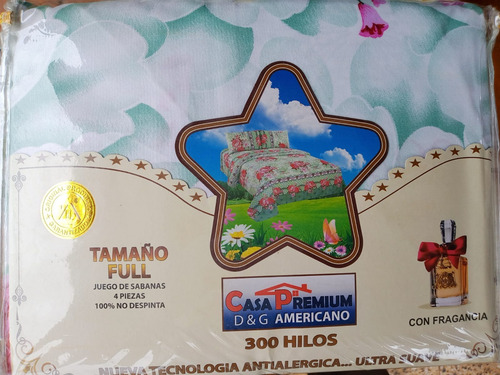 TAMAÑO
FULL
JUEGO DE SABANAS
4 PIEZAS
100% NO DESPINTA
CASA PREMIUM
D&G AMERICANO
300 HILOS
CON FRAGANCIA
NUEVA TECNOLOGIA ANTIALERGICA... ULTRA SUAVE